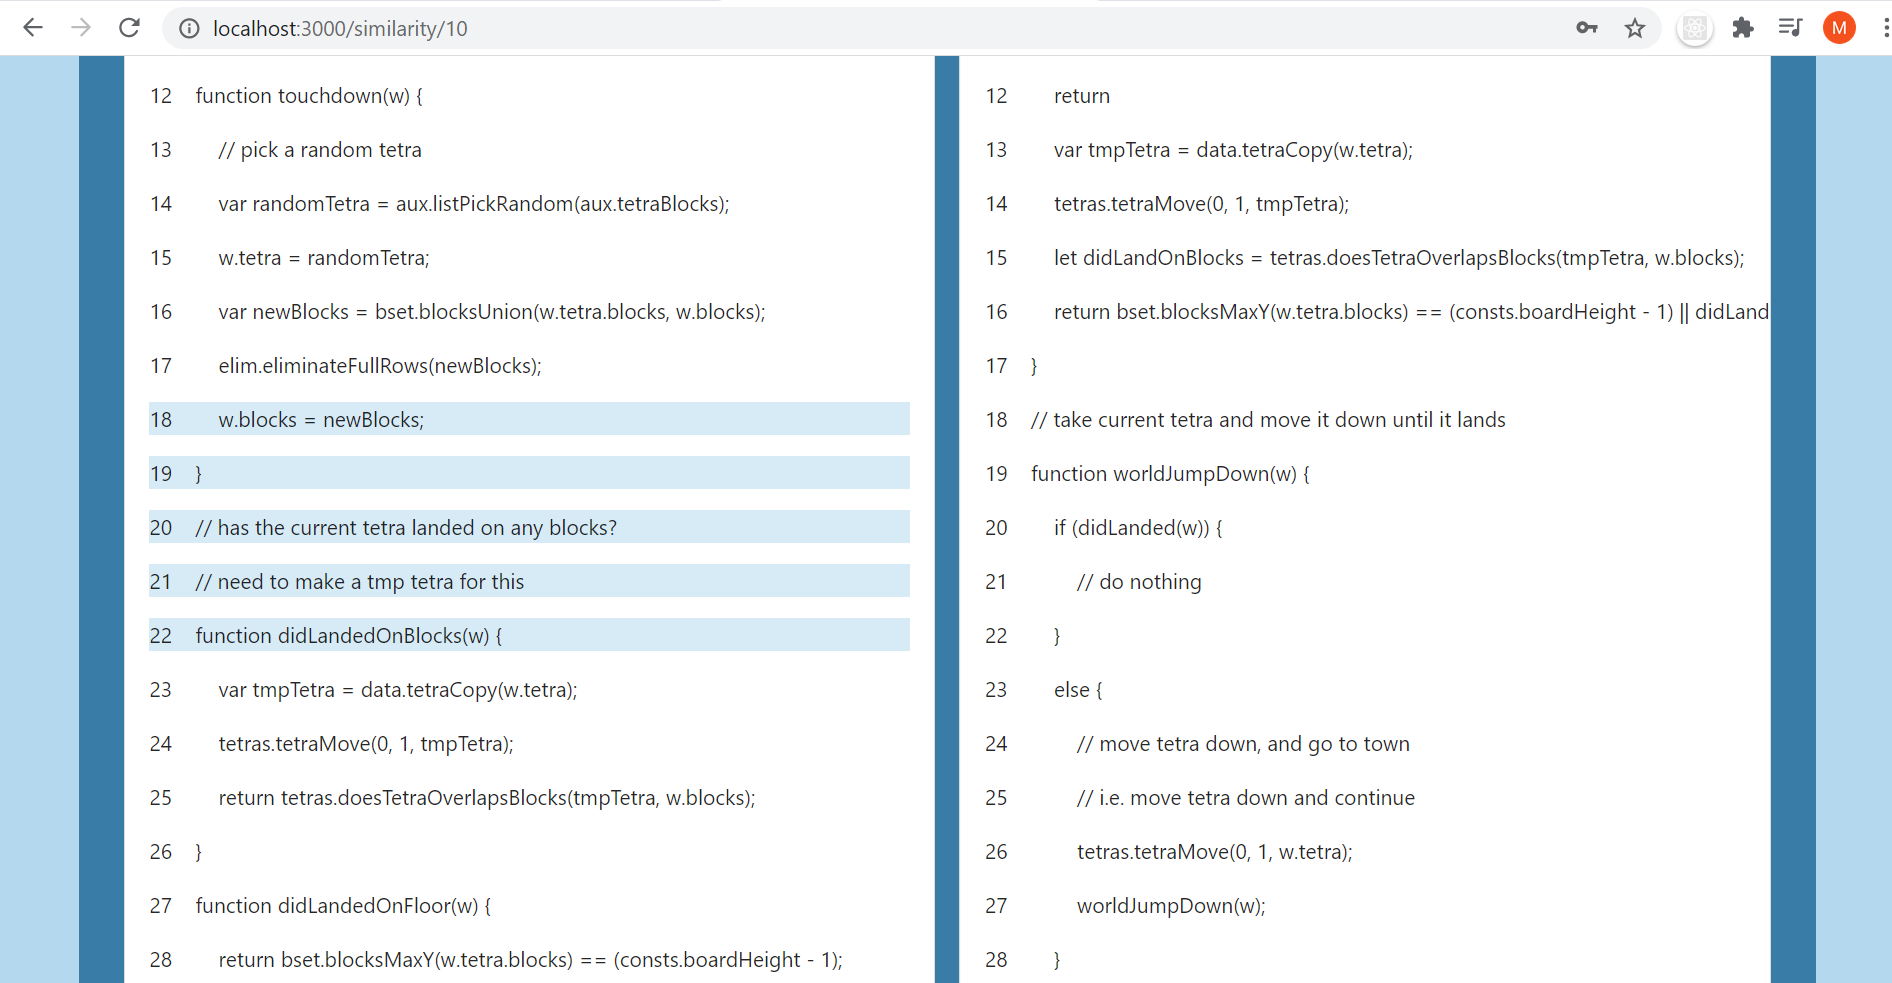 localhost:3000/similarity/10
M
12 function touchdown(w) {
13 // pick a random tetra
14 var randomTetra = aux.listPickRandom(aux.tetraBlocks);
15 w.tetra = randomTetra;
16 var newBlocks = bset.blocksUnion(w.tetra.blocks, w.blocks);
17 elim.eliminateFullRows(newBlocks);
18 w.blocks = newBlocks;
19 }
20 // has the current tetra landed on any blocks?
21 // need to make a tmp tetra for this
22 function didLandedOnBlocks(w) {
23 var tmpTetra = data.tetraCopy(w.tetra);
24 tetras.tetraMove(0, 1, tmpTetra);
25 return tetras.doesTetraOverlapsBlocks(tmpTetra, w.blocks);
26 }
27 function didLandedOnFloor(w) {
28 return bset.blocksMaxY(w.tetra.blocks) == (consts.boardHeight - 1);
12 return
13 var tmpTetra = data.tetraCopy(w.tetra);
14 tetras.tetraMove(0, 1, tmpTetra);
15 let didLandOnBlocks = tetras.doesTetraOverlapsBlocks(tmpTetra, w.blocks);
16 return bset.blocksMaxY(w.tetra.blocks) == (consts.boardHeight - 1) || didLand
17 }
18 // take current tetra and move it down until it lands
19 function worldJumpDown(w) {
20 if (didLanded(w)) {
21 // do nothing
22 }
23 else {
24 // move tetra down, and go to town
25 // i.e. move tetra down and continue
26 tetras.tetraMove(0, 1, w.tetra);
27 worldJumpDown(w);
28 }